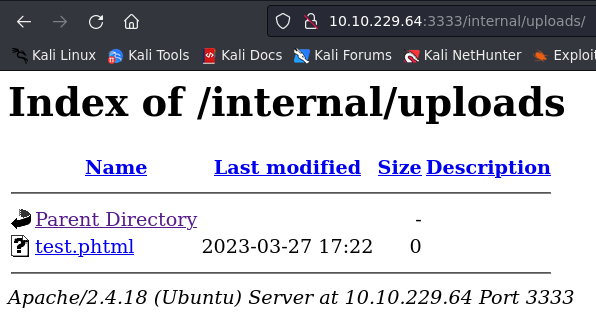 10.10.229.64:3333/internal/uploads/
Kali Linux Kali Tools Kali Docs Kali Forums Kali NetHunter Exploit
Index of /internal/uploads
Name Last modified Size Description
Parent Directory -
test.phtml 2023-03-27 17:22 0
Apache/2.4.18 (Ubuntu) Server at 10.10.229.64 Port 3333